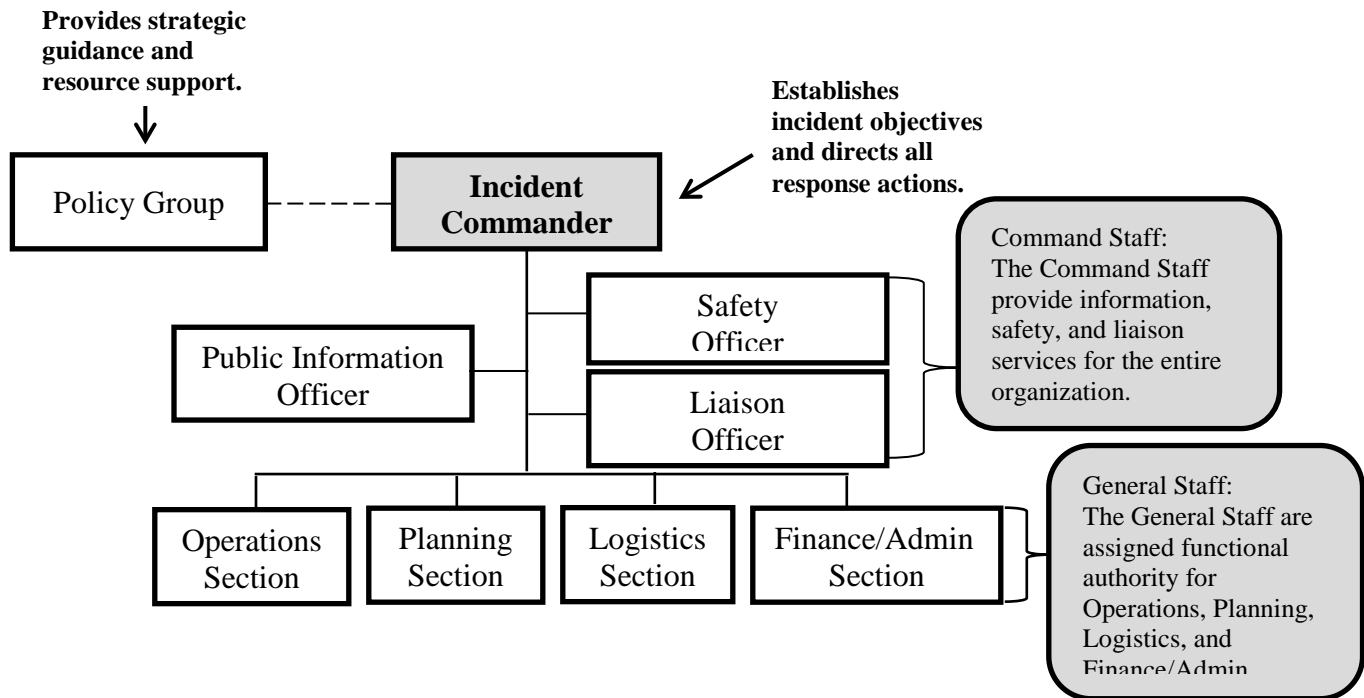 Provides strategic
guidance and
resource support.
Establishes
incident objectives
and directs all
response actions.
Policy Group
Incident
Commander
Command Staff:
The Command Staff
provide information,
safety, and liaison
services for the entire
organization.
Safety
Officer
Public Information
Officer
Liaison
Officer
General Staff:
The General Staff are
assigned functional
authority for
Operations, Planning,
Logistics, and
Finance/Admin
Operations
Section
Planning
Section
Logistics
Section
Finance/Admin
Section